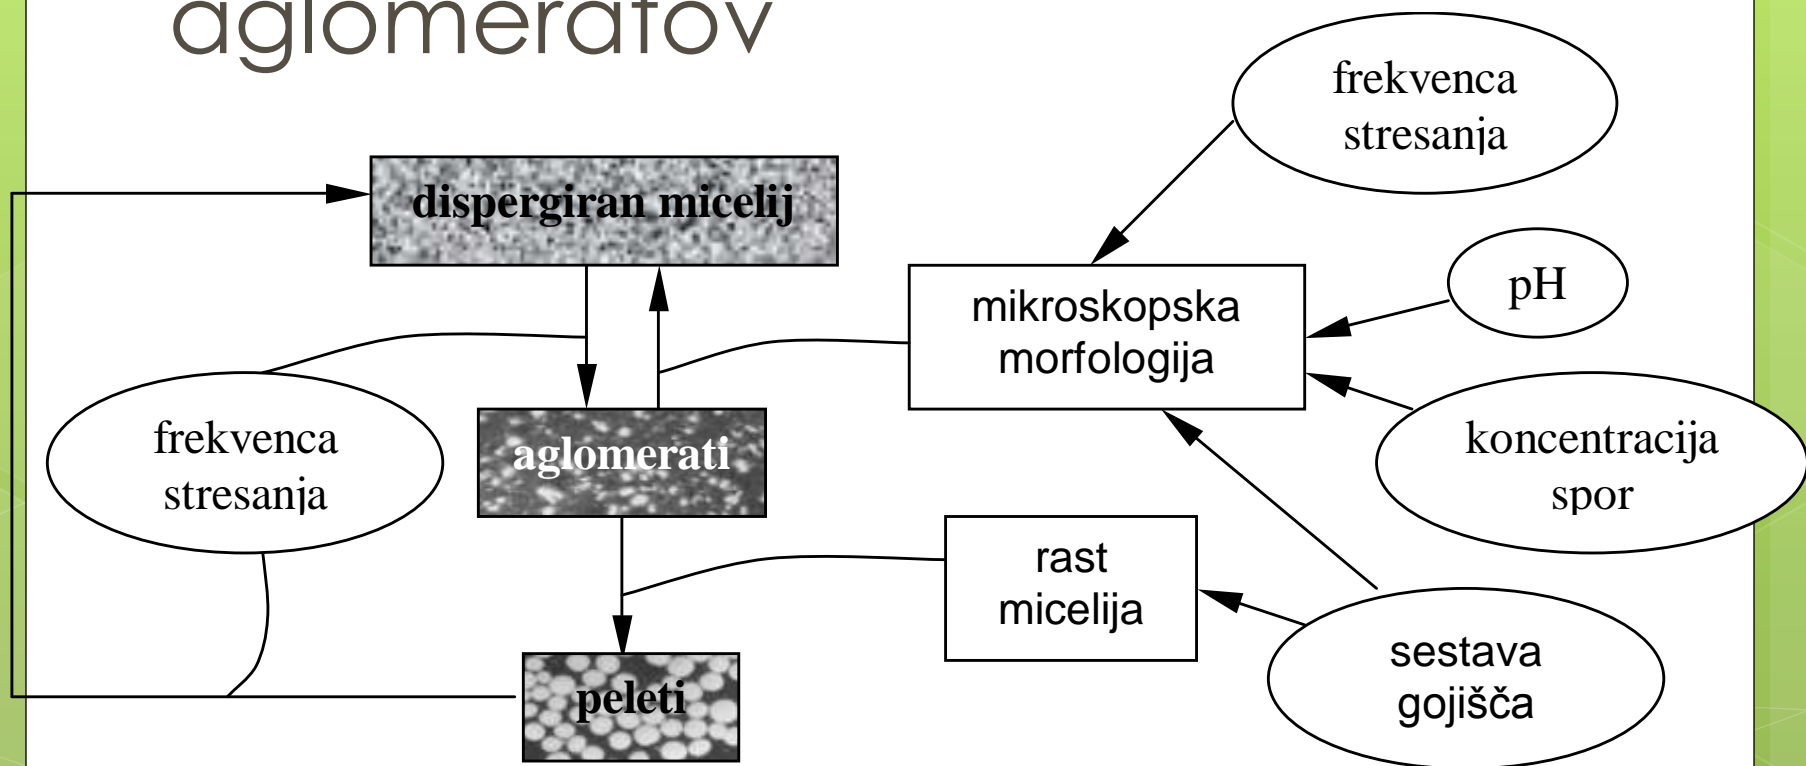 aglomeratov
frekvenca
stresanja
dispergiran micelij
pH
mikroskopska
morfologija
frekvenca
stresanja
aglomerati
koncentracija
spor
rast
micelija
sestava
gojišča
peleti